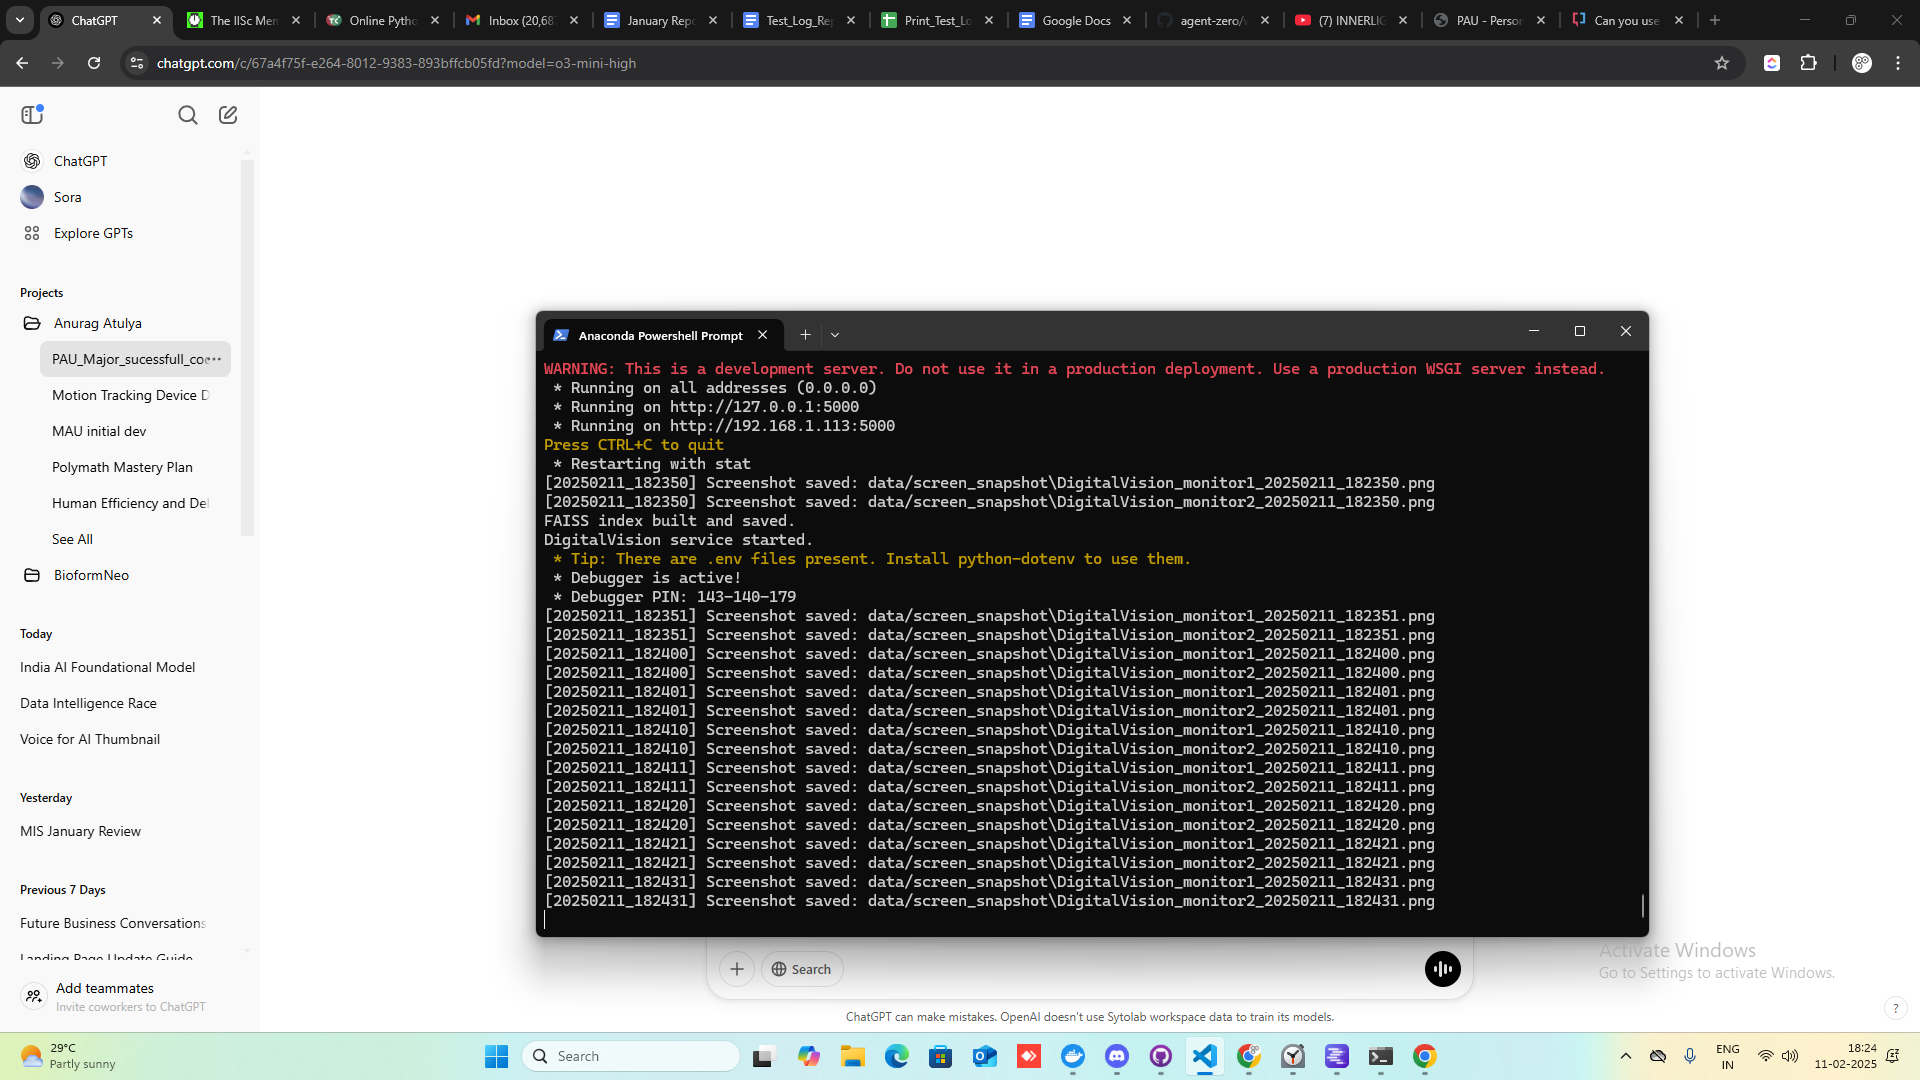 ChatGPT
The IISc Men
Online Pytho
Inbox (20,68
January Repo
Test_Log_Rep
Print_Test_Lo
Google Docs
agent-zero/w
(7) INNERLIG
PAU - Person
Can you use
chatgpt.com/c/67a4f75f-e264-8012-9383-893bffcb05fd?model=o3-mini-high
ChatGPT
Sora
Explore GPTs
Projects
Anurag Atulya
PAU_Major_sucessfull_co
Motion Tracking Device D
MAU initial dev
Polymath Mastery Plan
Human Efficiency and Del
See All
BioformNeo
Today
India AI Foundational Model
Data Intelligence Race
Voice for AI Thumbnail
Yesterday
MIS January Review
Previous 7 Days
Future Business Conversations
Landing Page Update Guide
Add teammates
Invite coworkers to ChatGPT
Anaconda Powershell Prompt
WARNING: This is a development server. Do not use it in a production deployment. Use a production WSGI server instead.
* Running on all addresses (0.0.0.0)
* Running on http://127.0.0.1:5000
* Running on http://192.168.1.113:5000
Press CTRL+C to quit
* Restarting with stat
[20250211_182350] Screenshot saved: data/screen_snapshot\DigitalVision_monitor1_20250211_182350.png
[20250211_182350] Screenshot saved: data/screen_snapshot\DigitalVision_monitor2_20250211_182350.png
FAISS index built and saved.
DigitalVision service started.
* Tip: There are .env files present. Install python-dotenv to use them.
* Debugger is active!
* Debugger PIN: 143-140-179
[20250211_182351] Screenshot saved: data/screen_snapshot\DigitalVision_monitor1_20250211_182351.png
[20250211_182351] Screenshot saved: data/screen_snapshot\DigitalVision_monitor2_20250211_182351.png
[20250211_182400] Screenshot saved: data/screen_snapshot\DigitalVision_monitor1_20250211_182400.png
[20250211_182400] Screenshot saved: data/screen_snapshot\DigitalVision_monitor2_20250211_182400.png
[20250211_182401] Screenshot saved: data/screen_snapshot\DigitalVision_monitor1_20250211_182401.png
[20250211_182401] Screenshot saved: data/screen_snapshot\DigitalVision_monitor2_20250211_182401.png
[20250211_182410] Screenshot saved: data/screen_snapshot\DigitalVision_monitor1_20250211_182410.png
[20250211_182410] Screenshot saved: data/screen_snapshot\DigitalVision_monitor2_20250211_182410.png
[20250211_182411] Screenshot saved: data/screen_snapshot\DigitalVision_monitor1_20250211_182411.png
[20250211_182411] Screenshot saved: data/screen_snapshot\DigitalVision_monitor2_20250211_182411.png
[20250211_182420] Screenshot saved: data/screen_snapshot\DigitalVision_monitor1_20250211_182420.png
[20250211_182420] Screenshot saved: data/screen_snapshot\DigitalVision_monitor2_20250211_182420.png
[20250211_182421] Screenshot saved: data/screen_snapshot\DigitalVision_monitor1_20250211_182421.png
[20250211_182421] Screenshot saved: data/screen_snapshot\DigitalVision_monitor2_20250211_182421.png
[20250211_182431] Screenshot saved: data/screen_snapshot\DigitalVision_monitor1_20250211_182431.png
[20250211_182431] Screenshot saved: data/screen_snapshot\DigitalVision_monitor2_20250211_182431.png
Search
Activate Windows
Go to Settings to activate Windows.
ChatGPT can make mistakes. OpenAI doesn't use Sytolab workspace data to train its models.
?
29°C
Partly sunny
Search
ENG
IN
18:24
11-02-2025